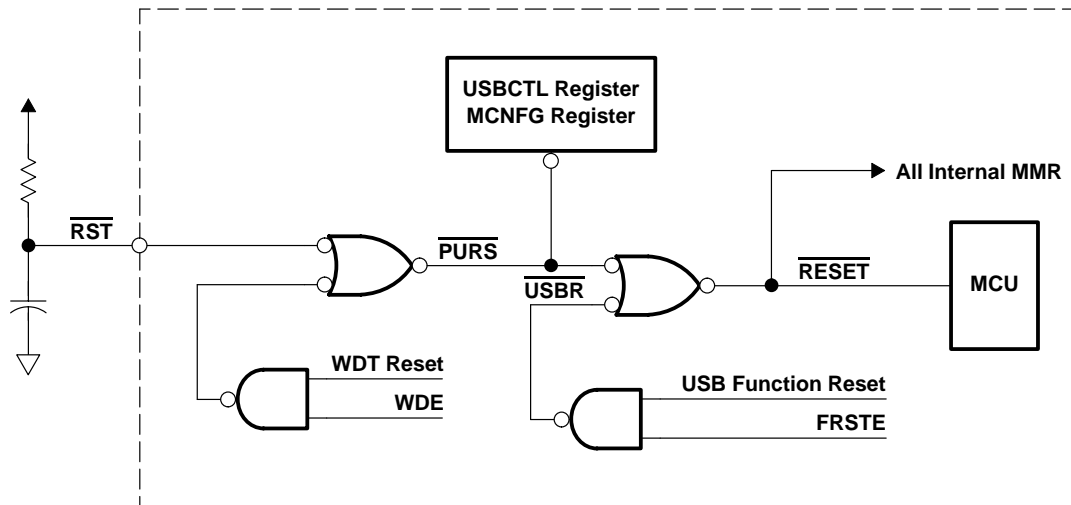 USBCTL Register
MCNFG Register
All Internal MMR
RST
PURS
USBR
RESET
MCU
WDT Reset
WDE
USB Function Reset
FRSTE